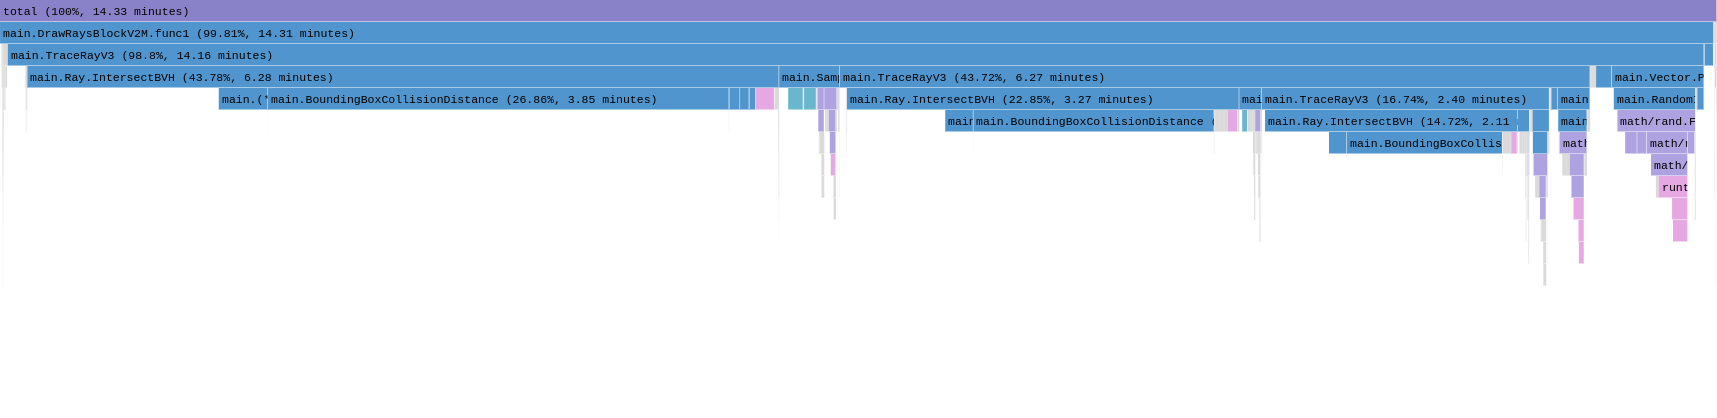 total (100%, 14.33 minutes)
main.DrawRaysBlockV2M.func1 (99.81%, 14.31 minutes)
main.TraceRayV3 (98.8%, 14.16 minutes)
main.Ray.IntersectBVH (43.78%, 6.28 minutes) main.Sam main.TraceRayV3 (43.72%, 6.27 minutes) main.Vector.P
main.(* main.BoundingBoxCollisionDistance (26.86%, 3.85 minutes) main.Ray.IntersectBVH (22.85%, 3.27 minutes) mai main.TraceRayV3 (16.74%, 2.40 minutes) main main.Random
main main.BoundingBoxCollisionDistance ( main.Ray.IntersectBVH (14.72%, 2.11 main math/rand.F
main.BoundingBoxCollis math math/r
math/
runt